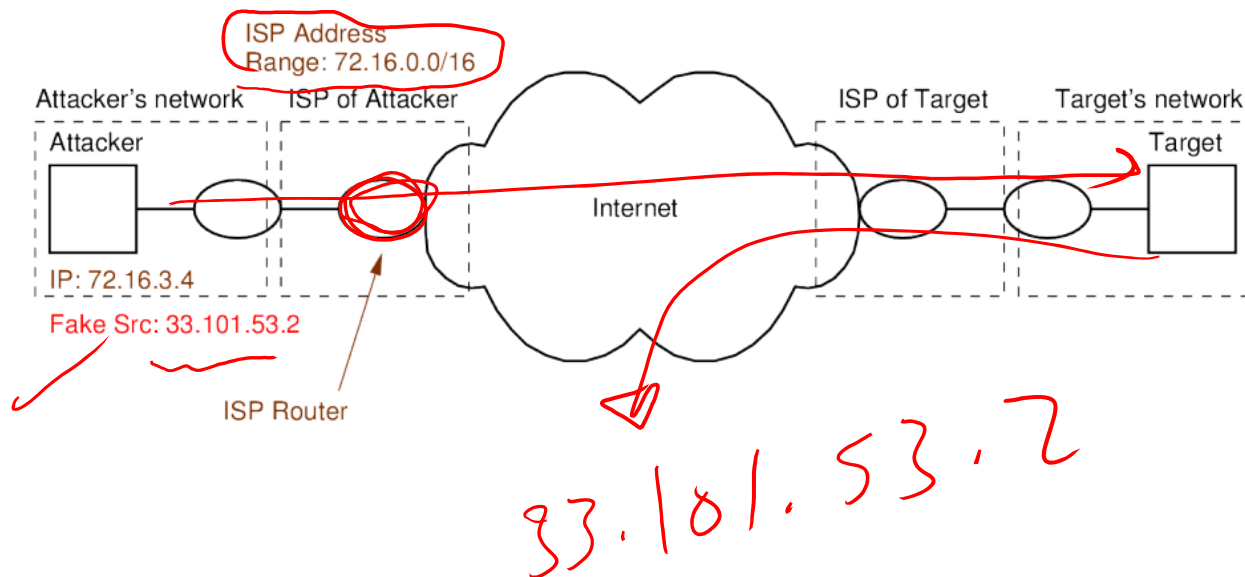 ISP Address
Range: 72.16.0.0/16
Attacker's network
ISP of Attacker
ISP of Target
Target's network
Attacker
Target
Internet
IP: 72.16.3.4
Fake Src: 33.101.53.2
ISP Router
33.101.53.2